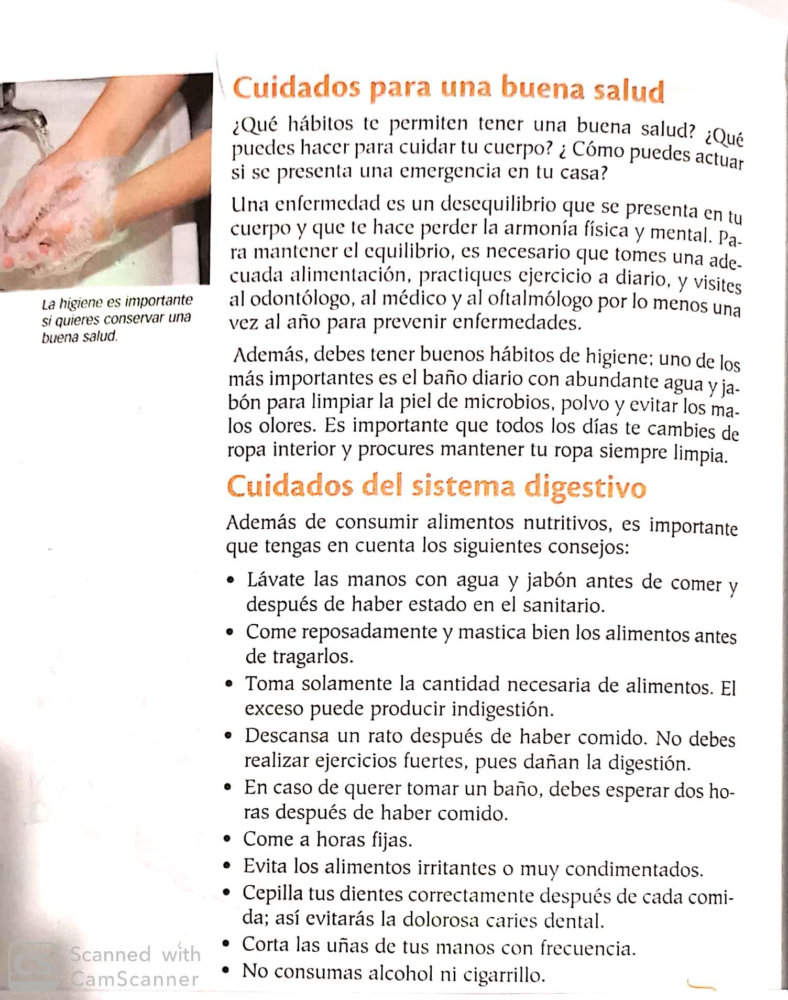 Cuidados para una buena salud
¿Qué hábitos te permiten tener una buena salud? ¿Qué
puedes hacer para cuidar tu cuerpo? ¿ Cómo puedes actuar
si se presenta una emergencia en tu casa?
Una enfermedad es un desequilibrio que se presenta en tu
cuerpo y que te hace perder la armonía física y mental. Pa-
ra mantener el equilibrio, es necesario que tomes una ade-
cuada alimentación, practiques ejercicio a diario, y visites
al odontólogo, al médico y al oftalmólogo por lo menos una
vez al año para prevenir enfermedades.
La higiene es importante
si quieres conservar una
buena salud.
Además, debes tener buenos hábitos de higiene; uno de los
más importantes es el baño diario con abundante agua y ja-
bón para limpiar la piel de microbios, polvo y evitar los ma-
los olores. Es importante que todos los días te cambies de
ropa interior y procures mantener tu ropa siempre limpia.
Cuidados del sistema digestivo
Además de consumir alimentos nutritivos, es importante
que tengas en cuenta los siguientes consejos:
• Lávate las manos con agua y jabón antes de comer y
después de haber estado en el sanitario.
• Come reposadamente y mastica bien los alimentos antes
de tragarlos.
• Toma solamente la cantidad necesaria de alimentos. El
exceso puede producir indigestión.
• Descansa un rato después de haber comido. No debes
realizar ejercicios fuertes, pues dañan la digestión.
• En caso de querer tomar un baño, debes esperar dos ho-
ras después de haber comido.
• Come a horas fijas.
• Evita los alimentos irritantes o muy condimentados.
• Cepilla tus dientes correctamente después de cada comi-
da; así evitarás la dolorosa caries dental.
• Corta las uñas de tus manos con frecuencia.
• No consumas alcohol ni cigarrillo.
CS
Scanned with
CamScanner